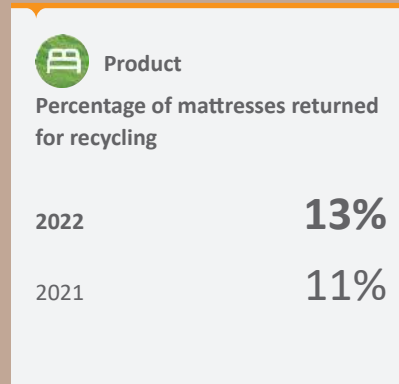 Product
Percentage of mattresses returned
for recycling
2022 13%
2021 11%